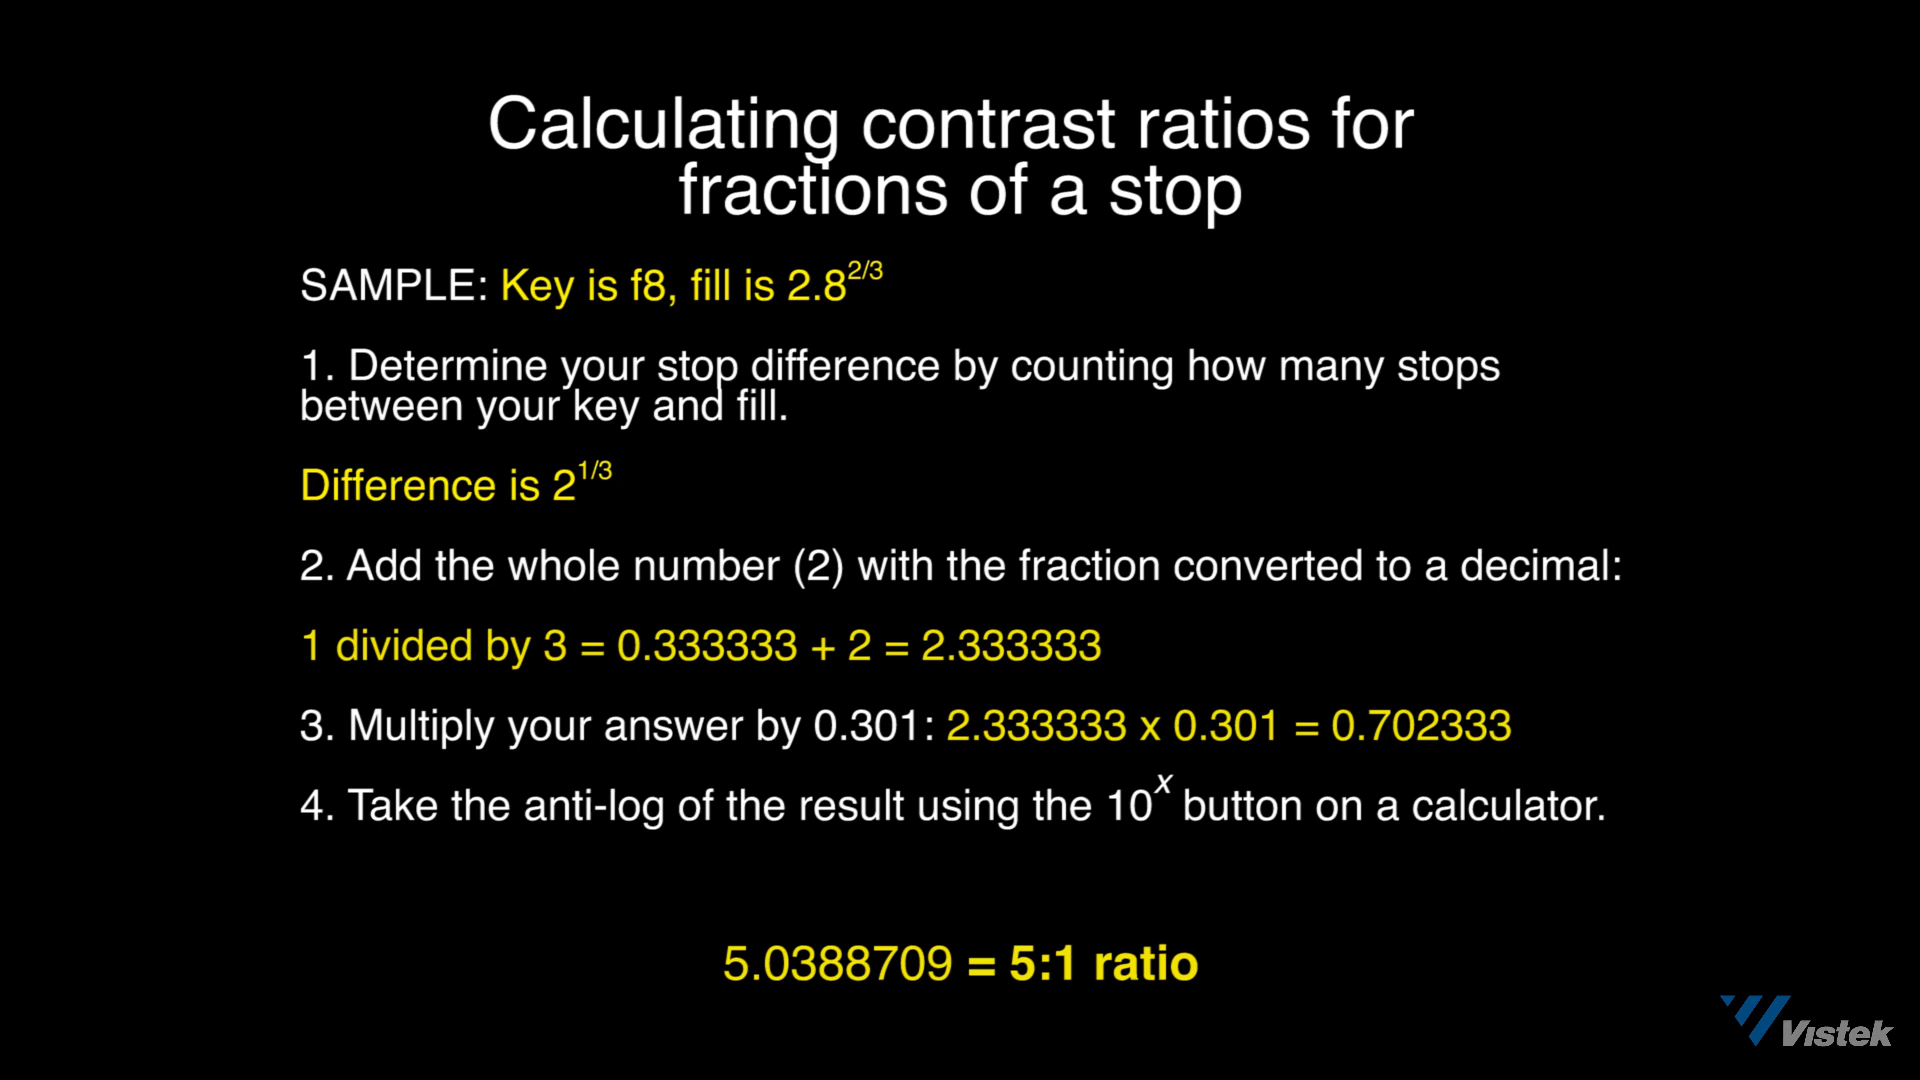 Calculating contrast ratios for
fractions of a stop
SAMPLE: Key is f8, fill is 2.8^2/3
1. Determine your stop difference by counting how many stops
between your key and fill.
Difference is 2^1/3
2. Add the whole number (2) with the fraction converted to a decimal:
1 divided by 3 = 0.333333 + 2 = 2.333333
3. Multiply your answer by 0.301: 2.333333 x 0.301 = 0.702333
4. Take the anti-log of the result using the 10^x button on a calculator.
5.0388709 = 5:1 ratio
Vistek